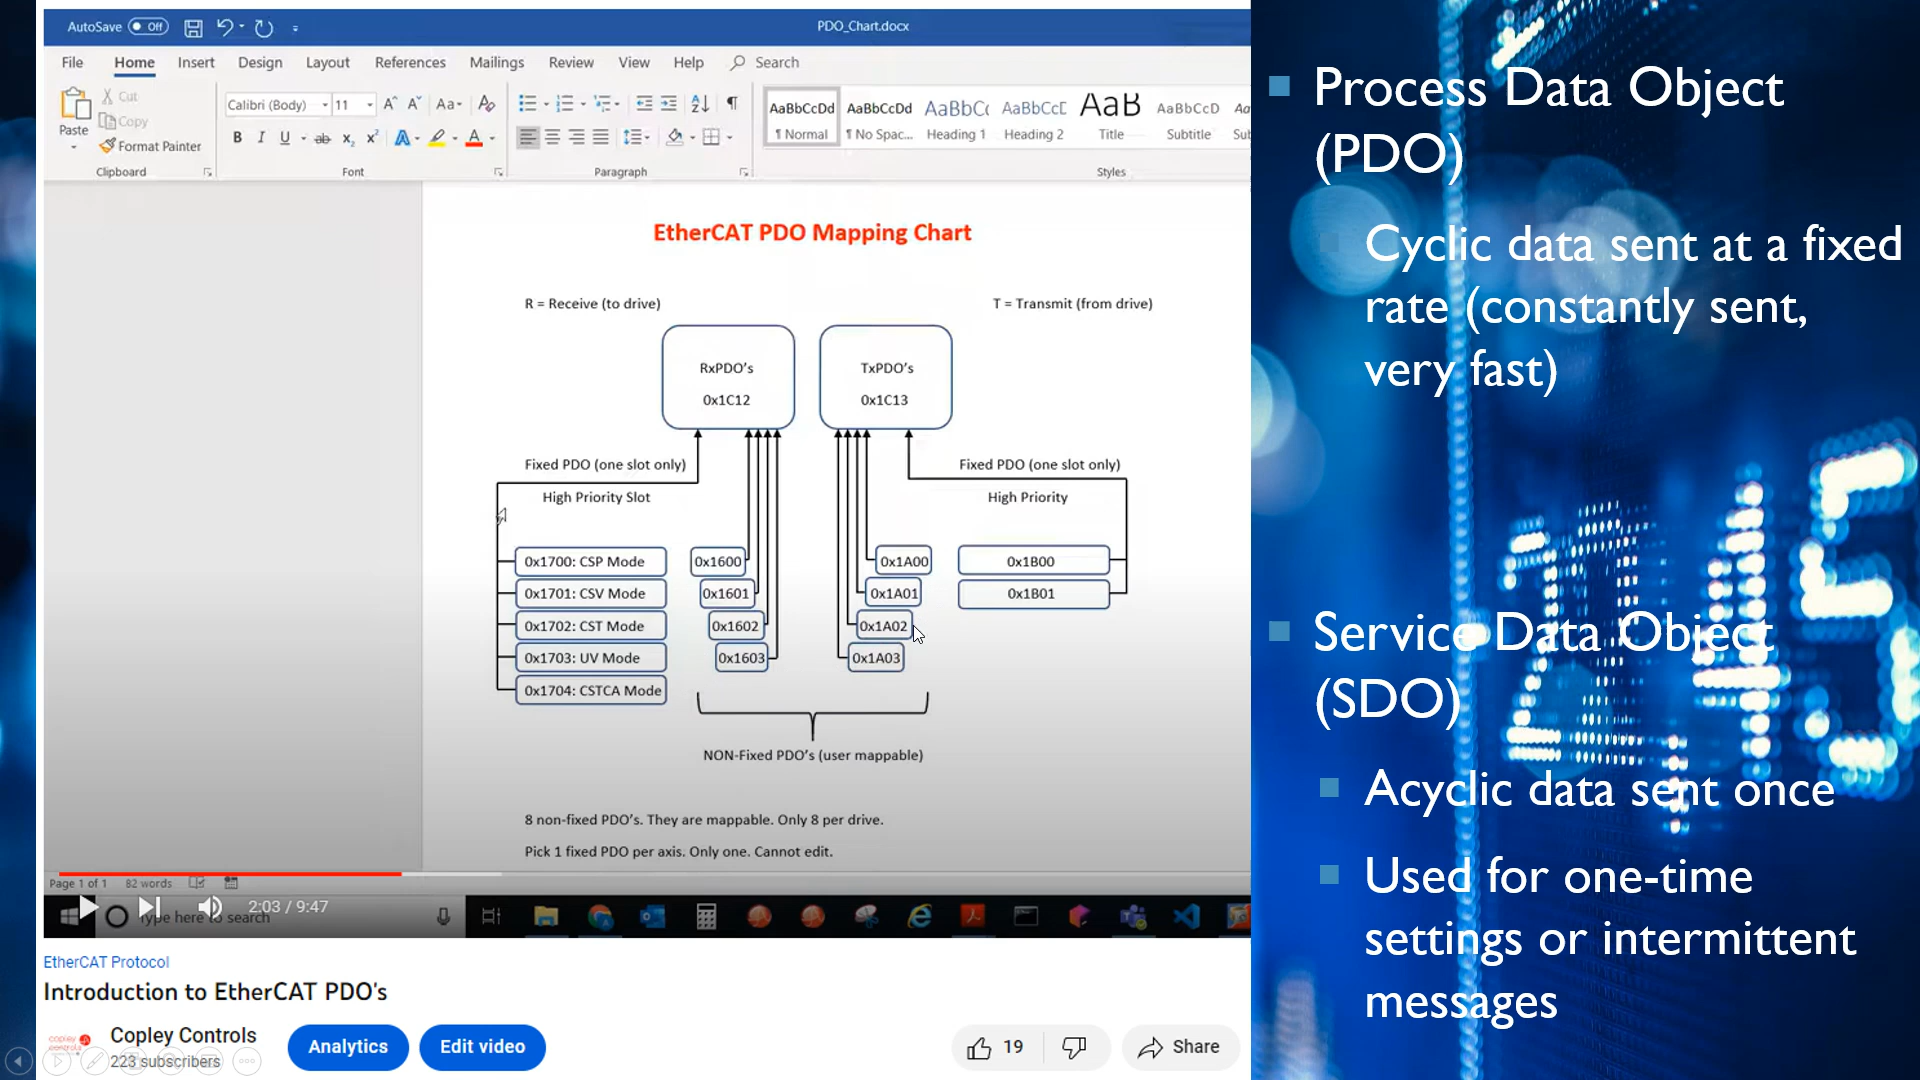 AutoSave Off
PDO_Chart.docx
File Home Insert Design Layout References Mailings Review View Help Search
Paste
Cut
Copy
Format Painter
Clipboard
Calibri (Body) 11
Font
Paragraph
AaBbCcDd AaBbCcDd AaBbCc AaBbCcE AaB AaBbCcD
¶ Normal ¶ No Spac... Heading 1 Heading 2 Title Subtitle Sub
Styles
EtherCAT PDO Mapping Chart
R = Receive (to drive)
T = Transmit (from drive)
RxPDO's
0x1C12
TxPDO's
0x1C13
Fixed PDO (one slot only)
High Priority Slot
Fixed PDO (one slot only)
High Priority
0x1700: CSP Mode
0x1701: CSV Mode
0x1702: CST Mode
0x1703: UV Mode
0x1704: CSTCA Mode
0x1600
0x1601
0x1602
0x1603
0x1A00
0x1A01
0x1A02
0x1A03
0x1B00
0x1B01
NON-Fixed PDO's (user mappable)
8 non-fixed PDO's. They are mappable. Only 8 per drive.
Pick 1 fixed PDO per axis. Only one. Cannot edit.
Page 1 of 1 82 words
2:03 / 9:47
Type here to search
EtherCAT Protocol
Introduction to EtherCAT PDO's
copley controls
Copley Controls
223 subscribers
Analytics
Edit video
19
Share
Process Data Object
(PDO)
Cyclic data sent at a fixed
rate (constantly sent,
very fast)
Service Data Object
(SDO)
Acyclic data sent once
Used for one-time
settings or intermittent
messages